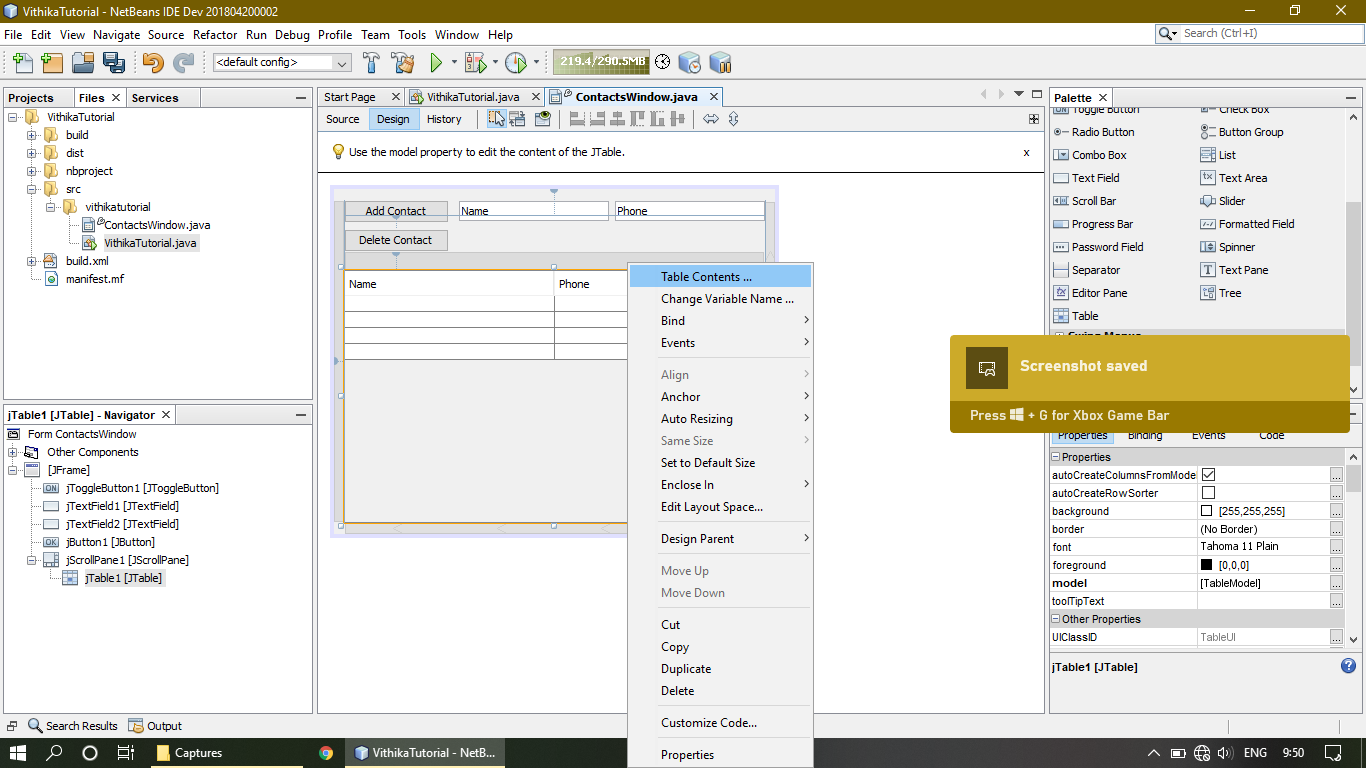 VithikaTutorial - NetBeans IDE Dev 201804200002
File Edit View Navigate Source Refactor Run Debug Profile Team Tools Window Help
Search (Ctrl+I)
<default config>
219.4/290.5MB
Projects Files Services
Start Page VithikaTutorial.java ContactsWindow.java
Palette
Source Design History
Use the model property to edit the content of the JTable.
x
VithikaTutorial
build
dist
nbproject
src
vithikatutorial
ContactsWindow.java
VithikaTutorial.java
build.xml
manifest.mf
Add Contact Name Phone
Delete Contact
Name Phone
Table Contents ...
Change Variable Name ...
Bind
Events
Align
Anchor
Auto Resizing
Same Size
Set to Default Size
Enclose In
Edit Layout Space...
Design Parent
Move Up
Move Down
Cut
Copy
Duplicate
Delete
Customize Code...
Properties
Toggle Button Check Box
Radio Button Button Group
Combo Box List
Text Field Text Area
Scroll Bar Slider
Progress Bar Formatted Field
Password Field Spinner
Separator Text Pane
Editor Pane Tree
Table
Swing Menus
Screenshot saved
Press + G for Xbox Game Bar
jTable1 [JTable] - Navigator
Form ContactsWindow
Other Components
[JFrame]
ON jToggleButton1 [JToggleButton]
jTextField1 [JTextField]
jTextField2 [JTextField]
OK jButton1 [JButton]
jScrollPane1 [JScrollPane]
jTable1 [JTable]
Properties Binding Events Code
Properties
autoCreateColumnsFromModel ...
autoCreateRowSorter ...
background [255,255,255] ...
border (No Border) ...
font Tahoma 11 Plain ...
foreground [0,0,0] ...
model [TableModel] ...
toolTipText ...
Other Properties
UIClassID TableUI ...
jTable1 [JTable]
Search Results Output
Captures VithikaTutorial - NetB... ENG 9:50